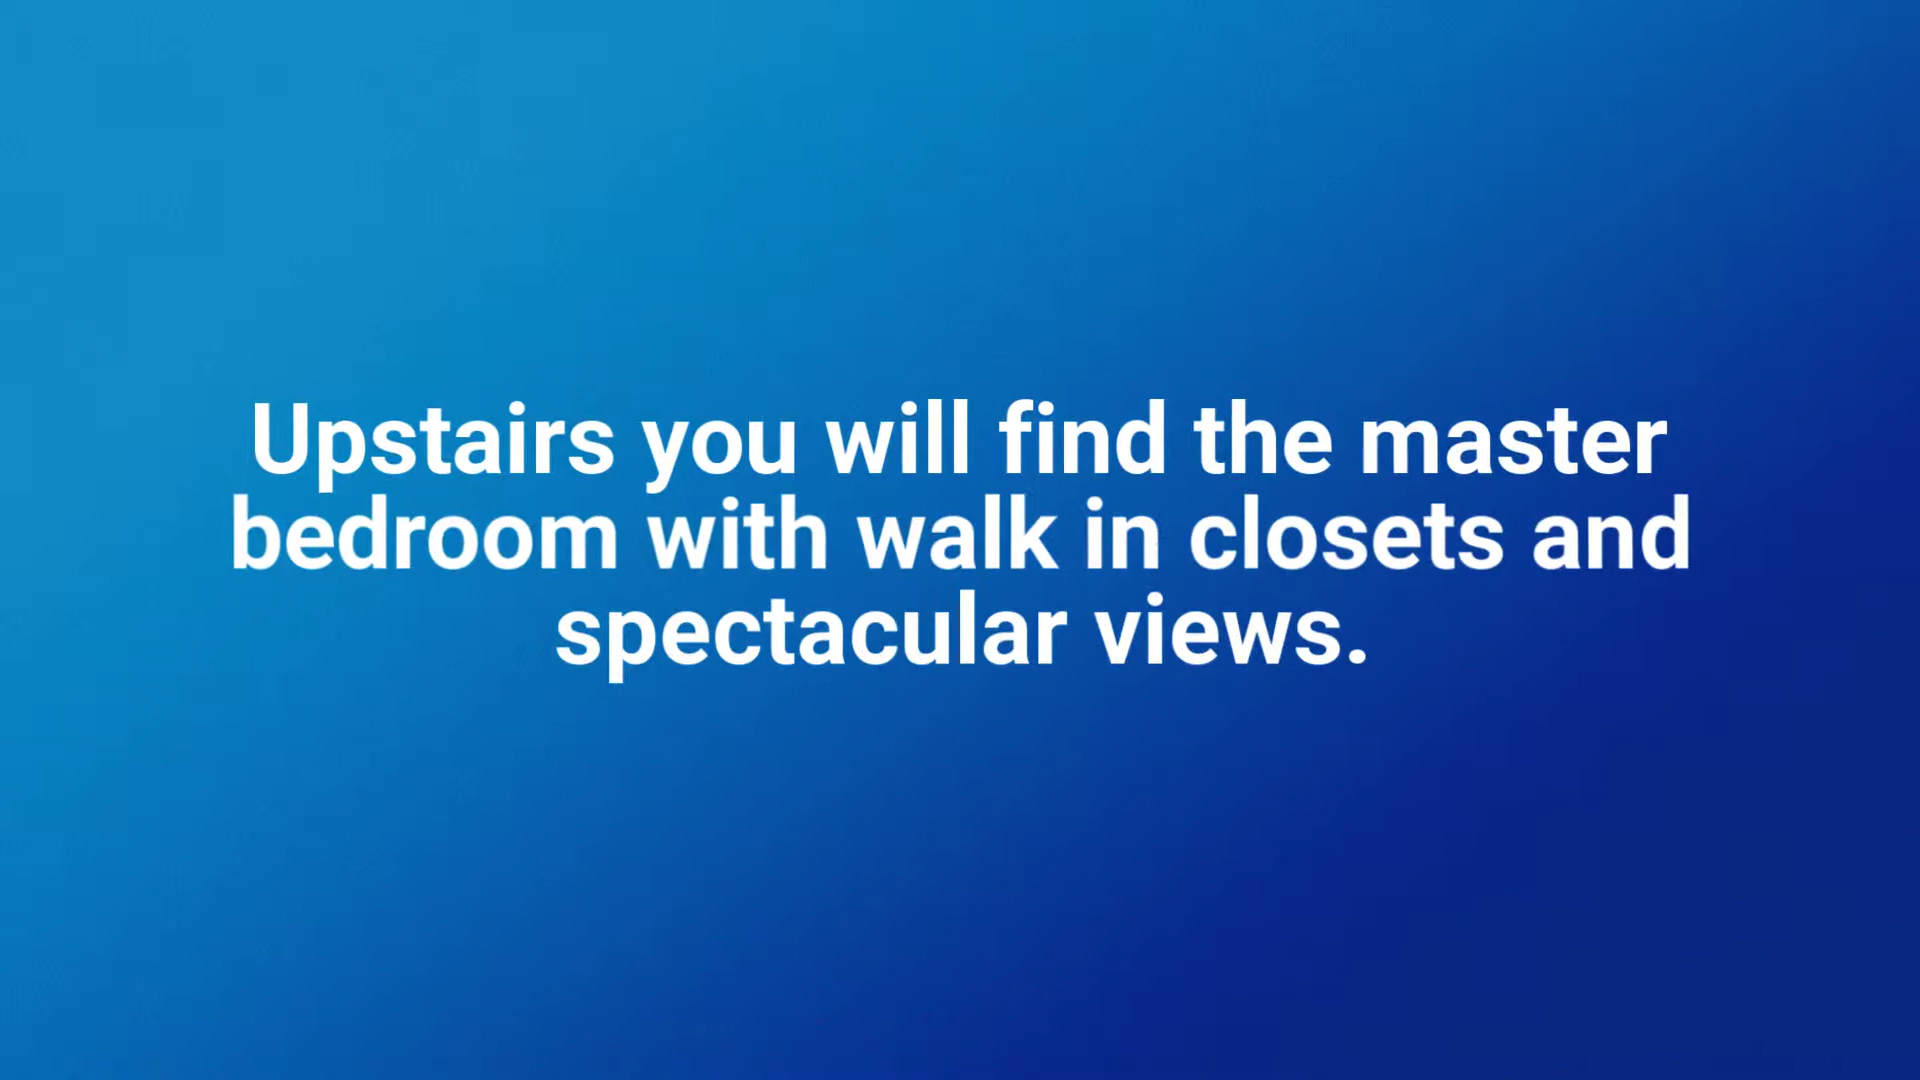 Upstairs you will find the master
bedroom with walk in closets and
spectacular views.